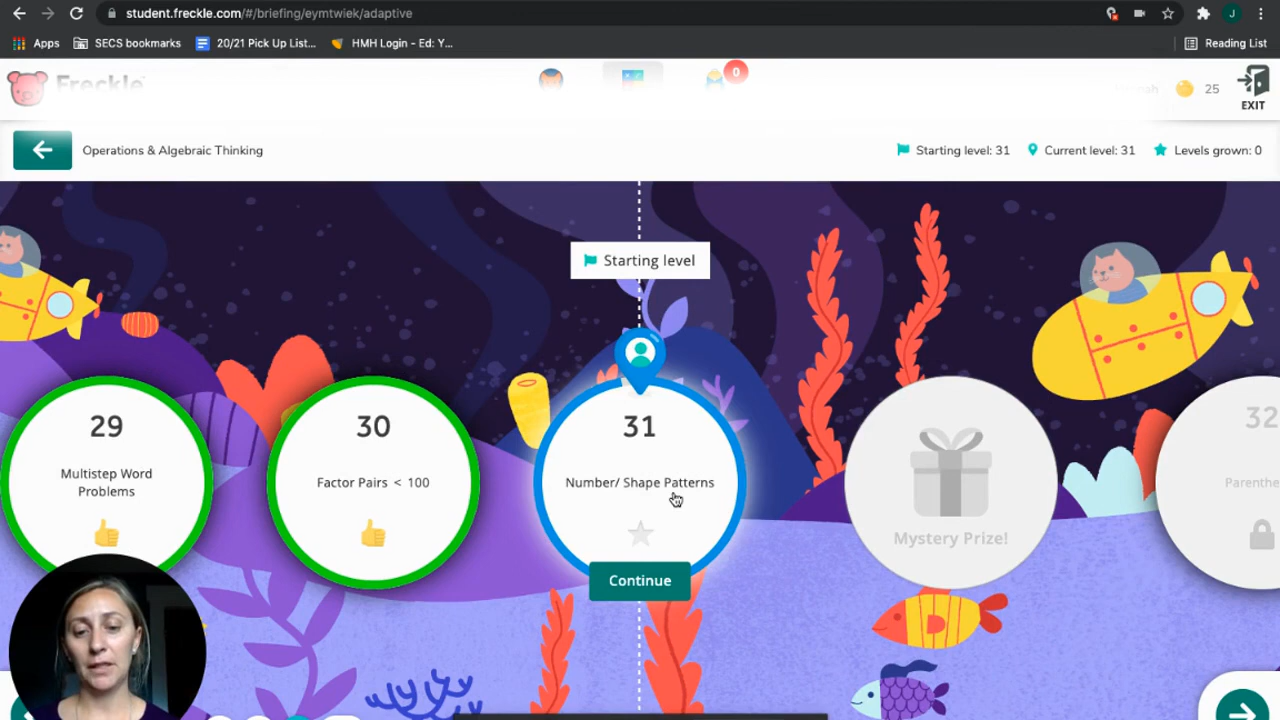 student.freckle.com/#/briefing/eymtwiek/adaptive
J
Apps
SECS bookmarks
20/21 Pick Up List...
HMH Login - Ed: Y...
Reading List
Freckle
0
25
EXIT
Operations & Algebraic Thinking
Starting level: 31
Current level: 31
Levels grown: 0
Starting level
29
Multistep Word
Problems
30
Factor Pairs < 100
31
Number/ Shape Patterns
Continue
Mystery Prize!
32